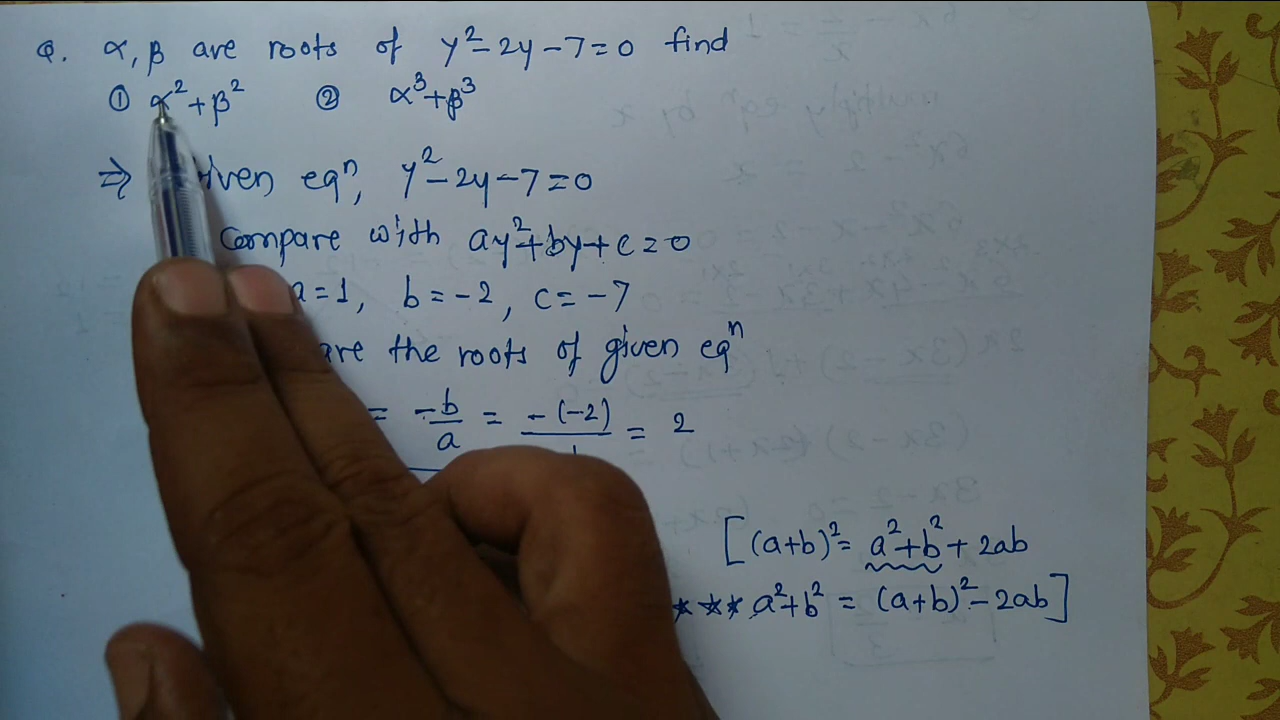 Q. α, β are roots of y²-2y-7=0 find
① α²+β² ② α³+β³
⇒ eqⁿ, y²-2y-7=0
compare with ay²+by+c=0
a=1, b=-2, c=-7
are the roots of given eqⁿ
= -b/a = -(-2)/ = 2
[(a+b)²= a²+b²+2ab
*** a²+b² = (a+b)²-2ab]